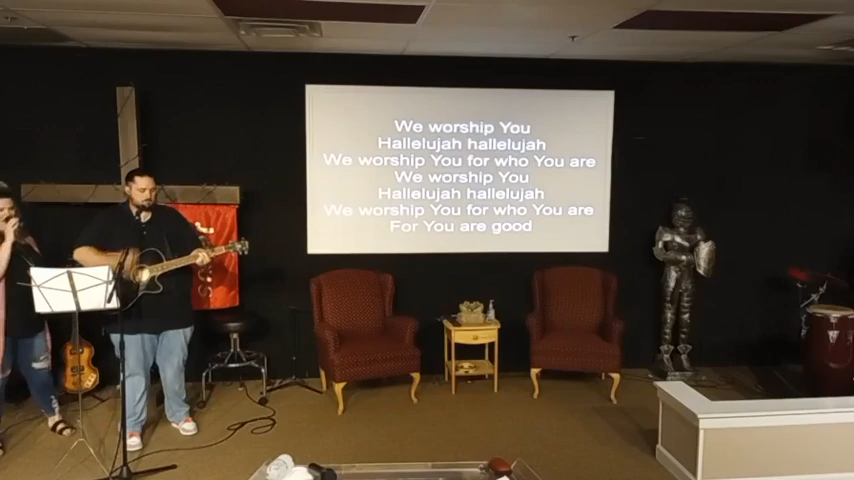 We worship You
Hallelujah hallelujah
We worship You, for who You are
We worship You
Hallelujah hallelujah
We worship You for who You are
For You are good